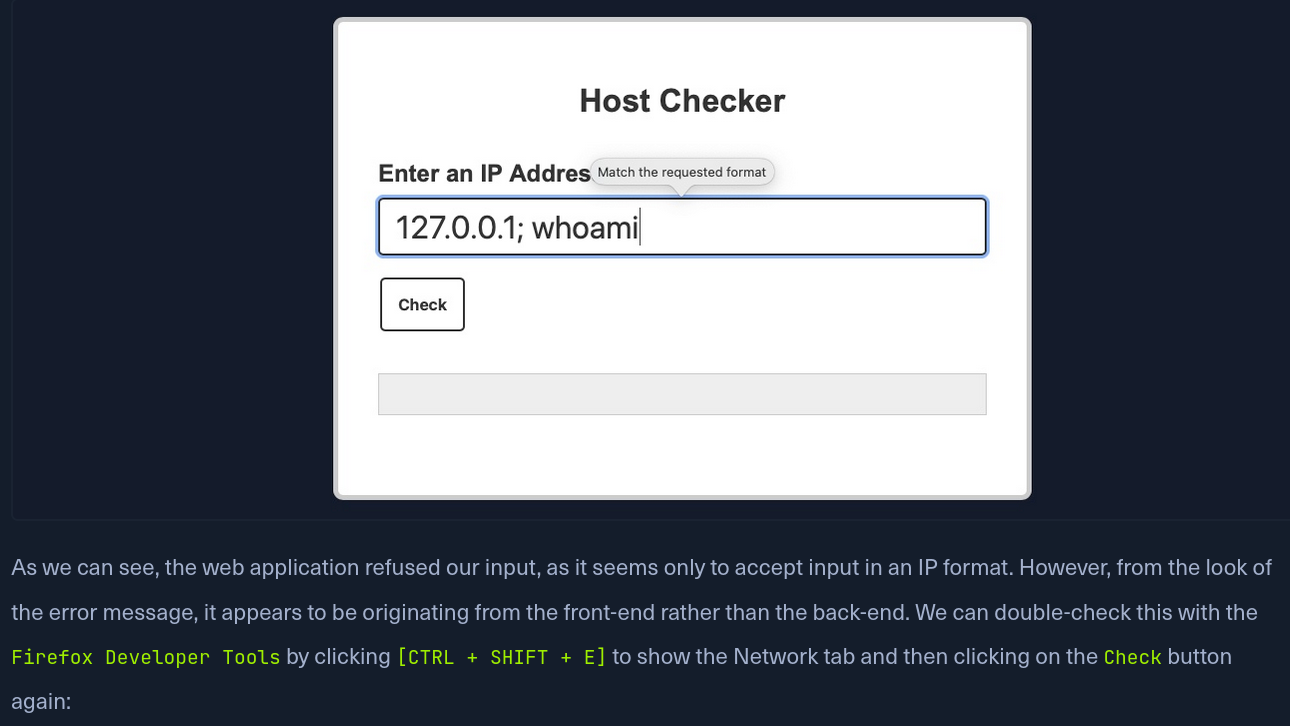 Host Checker
Enter an IP Addres
Match the requested format
127.0.0.1; whoami
Check
As we can see, the web application refused our input, as it seems only to accept input in an IP format. However, from the look of
the error message, it appears to be originating from the front-end rather than the back-end. We can double-check this with the
Firefox Developer Tools by clicking [CTRL + SHIFT + E] to show the Network tab and then clicking on the Check button
again: